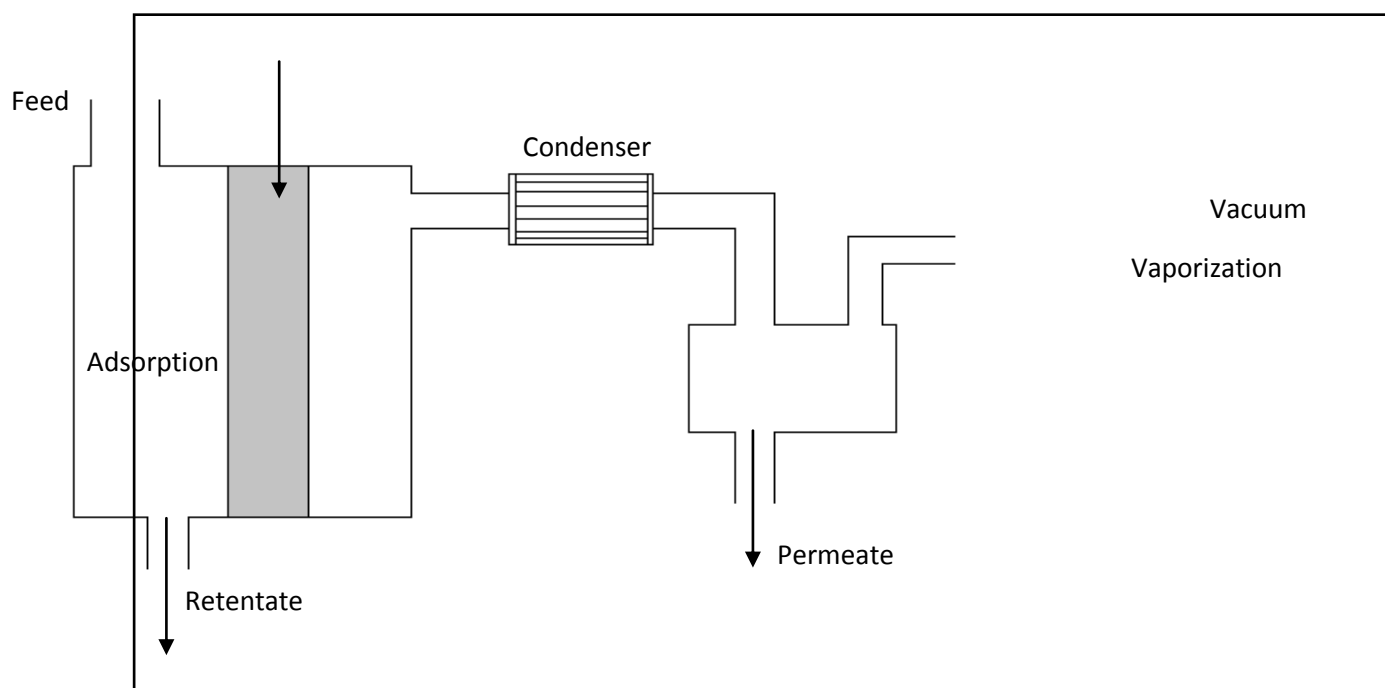 Feed
Condenser
Vacuum
Vaporization
Adsorption
Permeate
Retentate